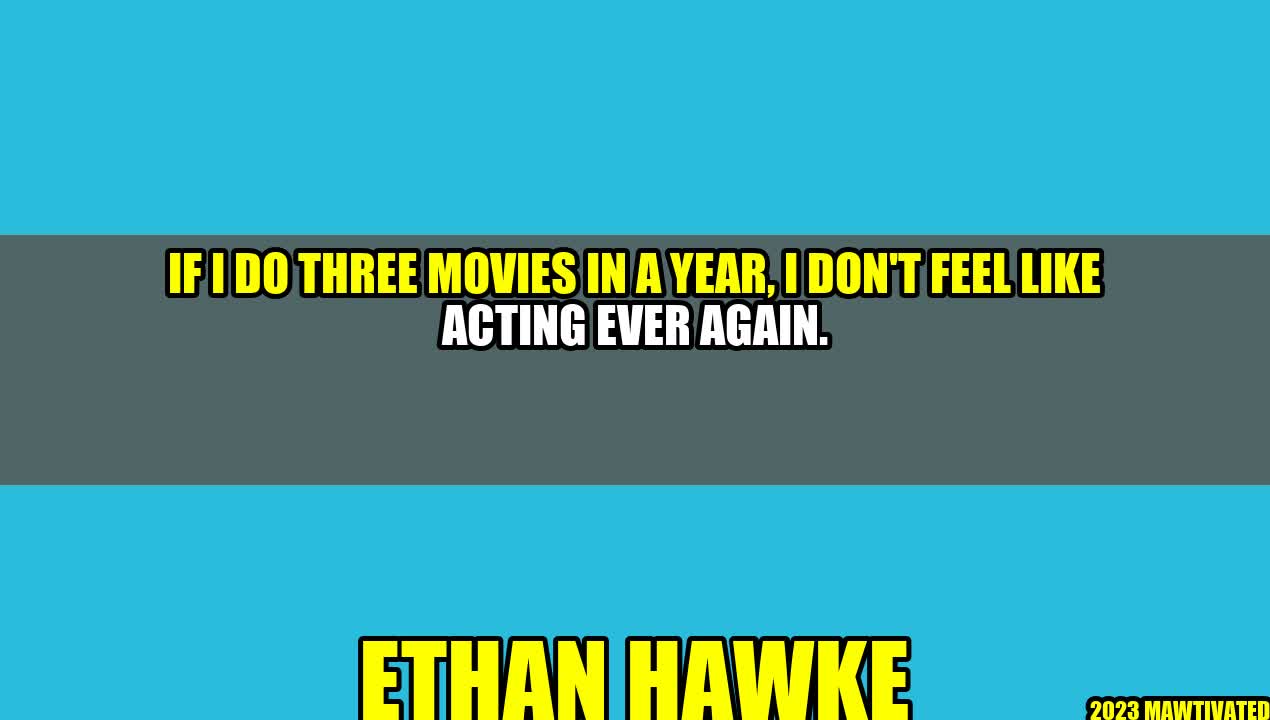 IF I DO THREE MOVIES IN A YEAR, I DON'T FEEL LIKE
ACTING EVER AGAIN.
ETHAN HAWKE
2023 MAWTIVATED